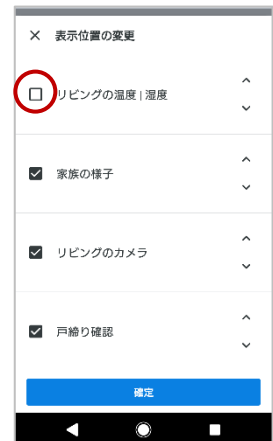 × 表示位置の変更
リビングの温度 | 湿度
家族の様子
リビングのカメラ
戸締り確認
確定